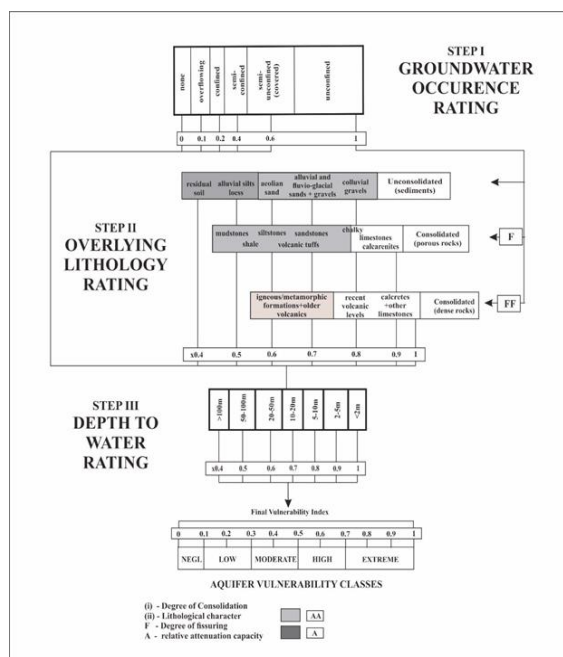 STEP I
GROUNDWATER
OCCURENCE
RATING
none
overflowing
confined
semi-
confined
semi-
unconfined
(covered)
unconfined
0 0.1 0.2 0.4 0.6 1
STEP II
OVERLYING
LITHOLOGY
RATING
residual
soil
alluvial silts
loess
aeolian
sand
alluvial and
fluvio-glacial
sands + gravels
colluvial
gravels
Unconsolidated
(sediments)
mudstones
shale
siltstones
sandstones
volcanic tuffs
chalky
limestones
calcarenites
Consolidated
(porous rocks)
F
igneous/metamorphic
formations+older
volcanics
recent
volcanic
levels
calcretes
+other
limestones
Consolidated
(dense rocks)
FF
x0.4 0.5 0.6 0.7 0.8 0.9 1
STEP III
DEPTH TO
WATER
RATING
>100m
50-100m
20-50m
10-20m
5-10m
2-5m
<2m
x0.4 0.5 0.6 0.7 0.8 0.9 1
Final Vulnerability Index
0 0.1 0.2 0.3 0.4 0.5 0.6 0.7 0.8 0.9 1
NEGL LOW MODERATE HIGH EXTREME
AQUIFER VULNERABILITY CLASSES
(i) - Degree of Consolidation
(ii) - Lithological character
F - Degree of fissuring
A - relative attenuation capacity
AA
A